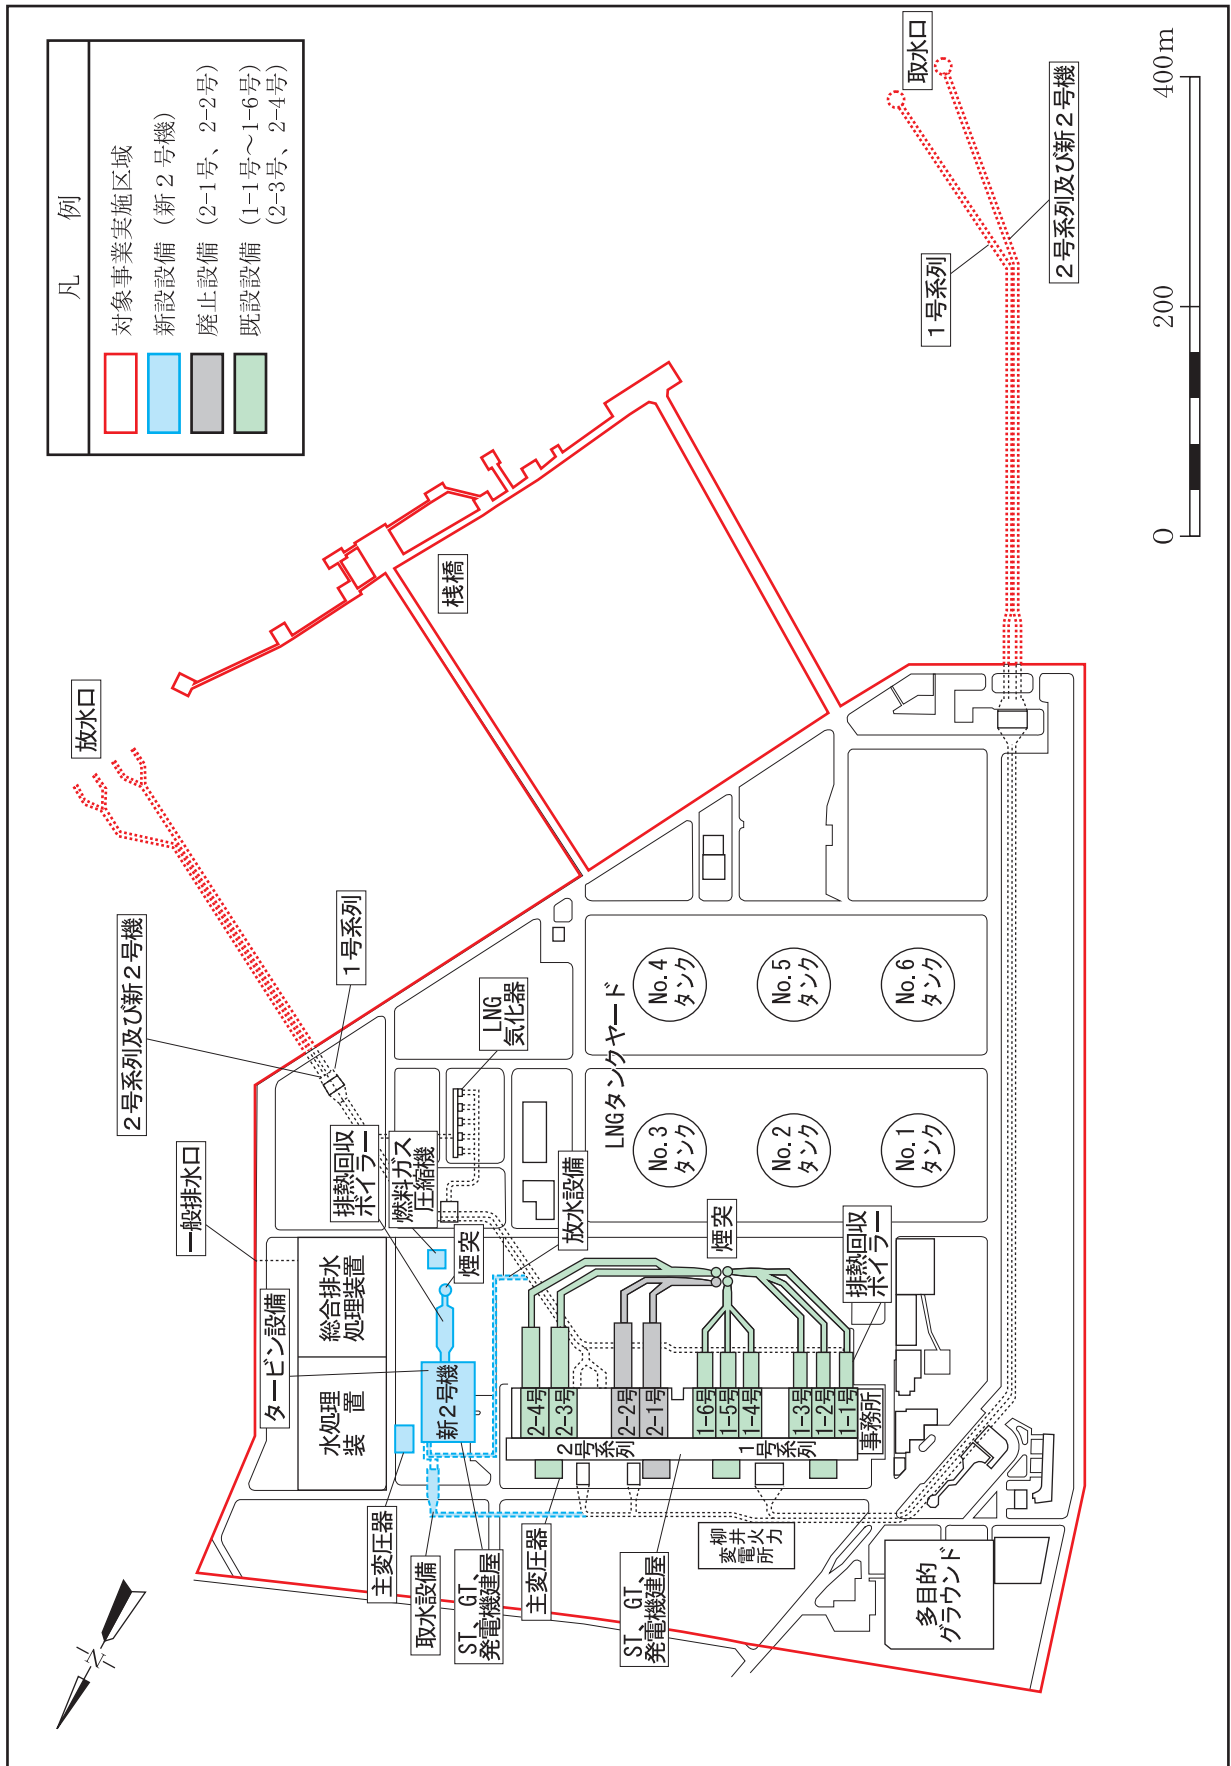 凡 例
対象事業実施区域
新設設備（新２号機）
廃止設備（2-1号、2-2号）
既設設備（1-1号～1-6号）
（2-3号、2-4号）
取水口
1号系列
２号系列及び新２号機
0
200
400m
桟橋
放水口
２号系列及び新２号機
1号系列
一般排水口
LNG
気化器
排熱回収
ボイラー
燃料ガス
圧縮機
煙突
放水設備
LNGタンクヤード
No.4
タンク
No.5
タンク
No.6
タンク
No.3
タンク
No.2
タンク
No.1
タンク
煙突
排熱回収
ボイラー
総合排水
処理装置
タービン設備
水処理
装置
新２号機
2-4号
2-3号
2-2号
2-1号
1-6号
1-5号
1-4号
1-3号
1-2号
1-1号
2号系列
1号系列
事務所
主変圧器
取水設備
ST、GT、
発電機建屋
主変圧器
ST、GT、
発電機建屋
柳井火力
変電所
多目的
グラウンド
N